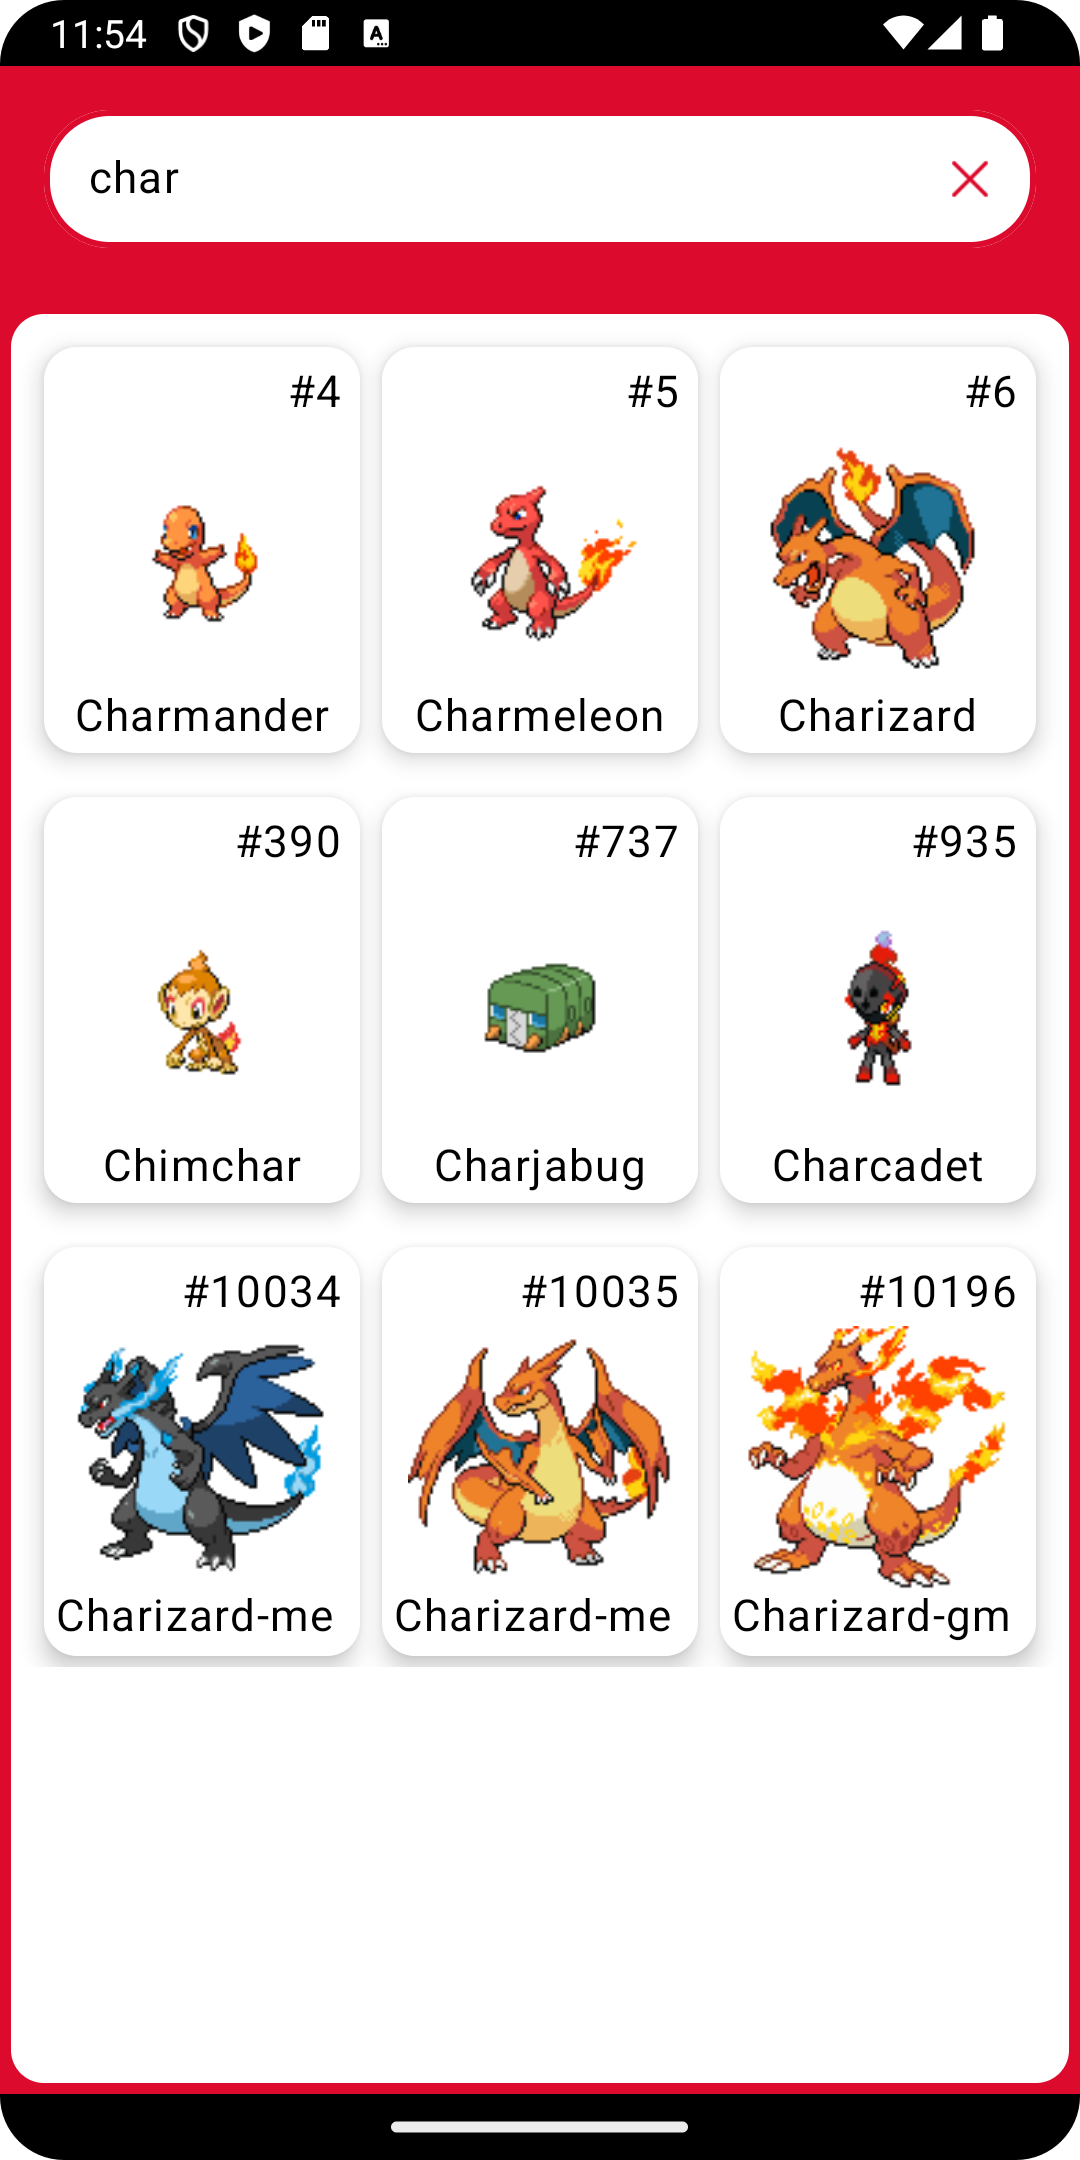 11:54
char
#4
#5
#6
Charmander
Charmeleon
Charizard
#390
#737
#935
Chimchar
Charjabug
Charcadet
#10034
#10035
#10196
Charizard-me
Charizard-me
Charizard-gm